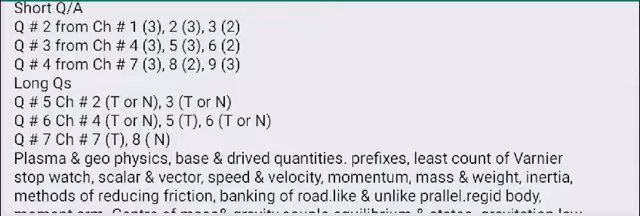 Short Q/A
Q # 2 from Ch # 1 (3), 2 (3), 3 (2)
Q # 3 from Ch # 4 (3), 5 (3), 6 (2)
Q # 4 from Ch # 7 (3), 8 (2), 9 (3)
Long Qs
Q # 5 Ch # 2 (T or N), 3 (T or N)
Q # 6 Ch # 4 (T or N), 5 (T), 6 (T or N)
Q # 7 Ch # 7 (T), 8 ( N)
Plasma & geo physics, base & drived quantities. prefixes, least count of Varnier
stop watch, scalar & vector, speed & velocity, momentum, mass & weight, inertia,
methods of reducing friction, banking of road.like & unlike prallel.regid body,